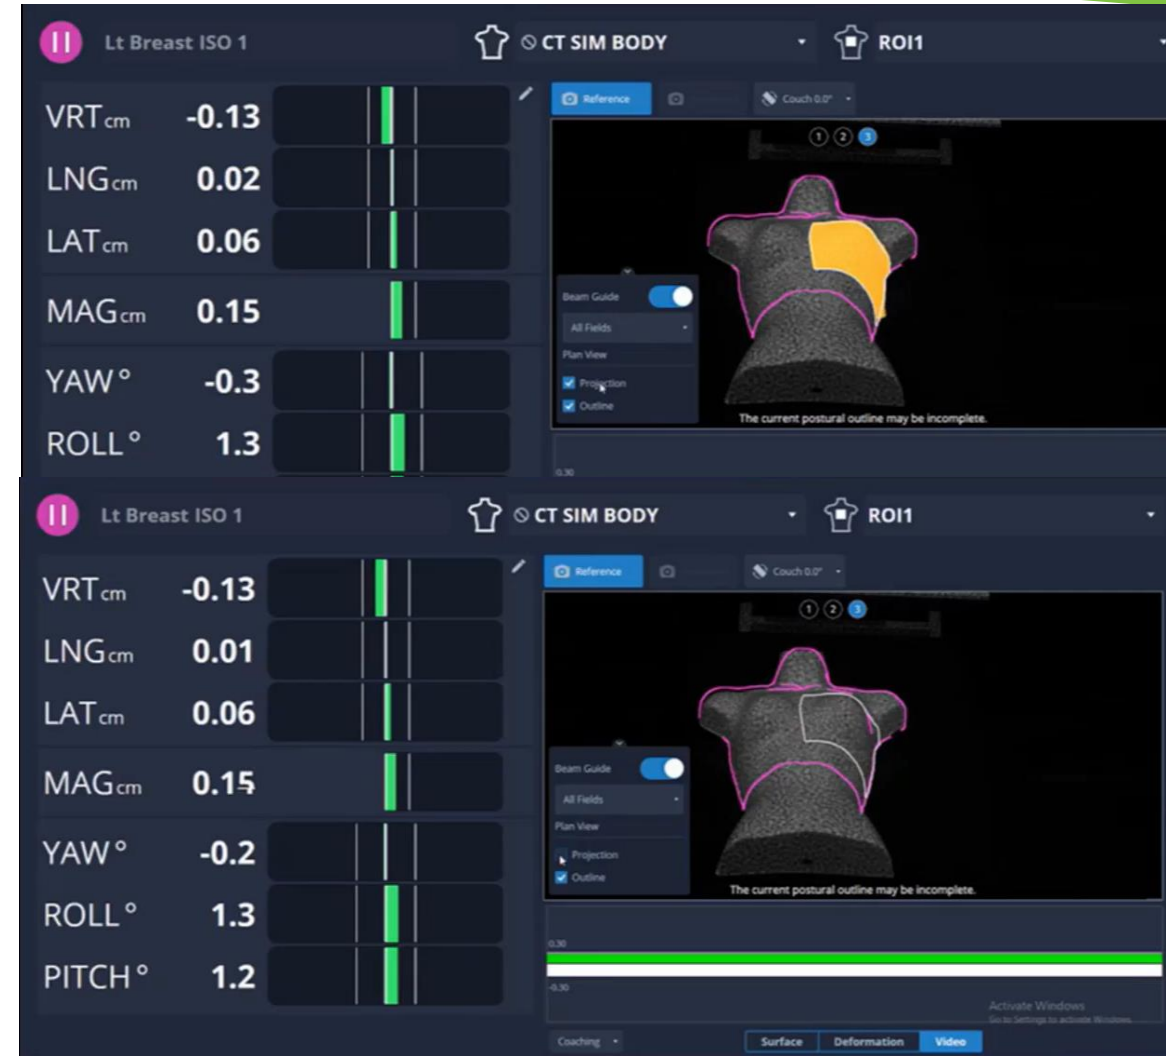 Lt Breast ISO 1
CT SIM BODY
ROI1
VRT cm -0.13
LNG cm 0.02
LAT cm 0.06
MAG cm 0.15
YAW ° -0.3
ROLL ° 1.3
Reference
Couch 0.0°
1 2 3
Beam Guide
All Fields
Plan View
Projection
Outline
The current postural outline may be incomplete.
0.30
Lt Breast ISO 1
CT SIM BODY
ROI1
VRT cm -0.13
LNG cm 0.01
LAT cm 0.06
MAG cm 0.15
YAW ° -0.2
ROLL ° 1.3
PITCH ° 1.2
Reference
Couch 0.0°
1 2 3
Beam Guide
All Fields
Plan View
Projection
Outline
The current postural outline may be incomplete.
0.30
-0.30
Activate Windows
Go to Settings to activate Windows.
Coaching
Surface Deformation Video